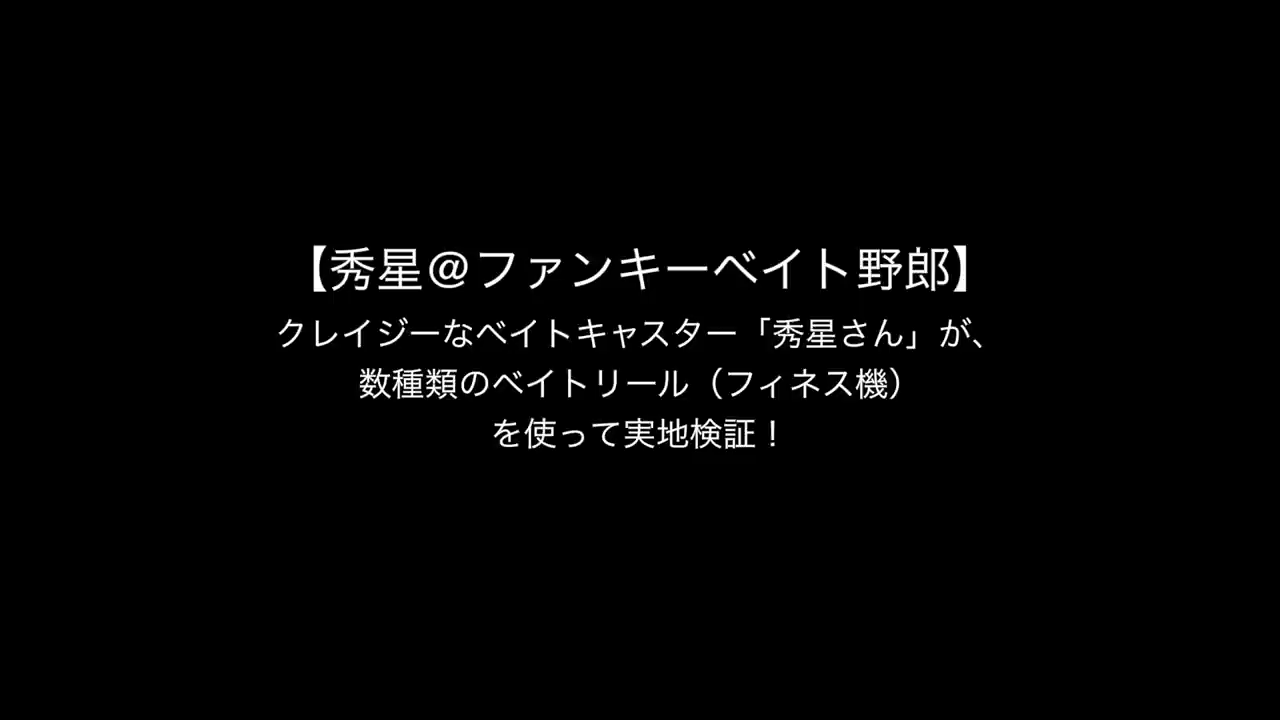 【秀星@ファンキーベイト野郎】
クレイジーなベイトキャスター「秀星さん」が、
数種類のベイトリール（フィネス機）
を使って実地検証！